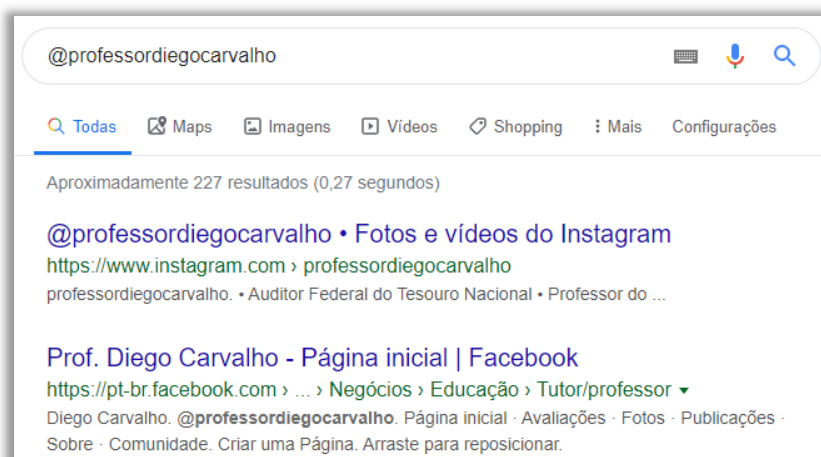 @professordiegocarvalho
Todas Maps Imagens Vídeos Shopping Mais Configurações
Aproximadamente 227 resultados (0,27 segundos)
@professordiegocarvalho • Fotos e vídeos do Instagram
https://www.instagram.com › professordiegocarvalho
professordiegocarvalho. • Auditor Federal do Tesouro Nacional • Professor do ...
Prof. Diego Carvalho - Página inicial | Facebook
https://pt-br.facebook.com › ... › Negócios › Educação › Tutor/professor
Diego Carvalho. @professordiegocarvalho. Página inicial · Avaliações · Fotos · Publicações ·
Sobre · Comunidade. Criar uma Página. Arraste para reposicionar.